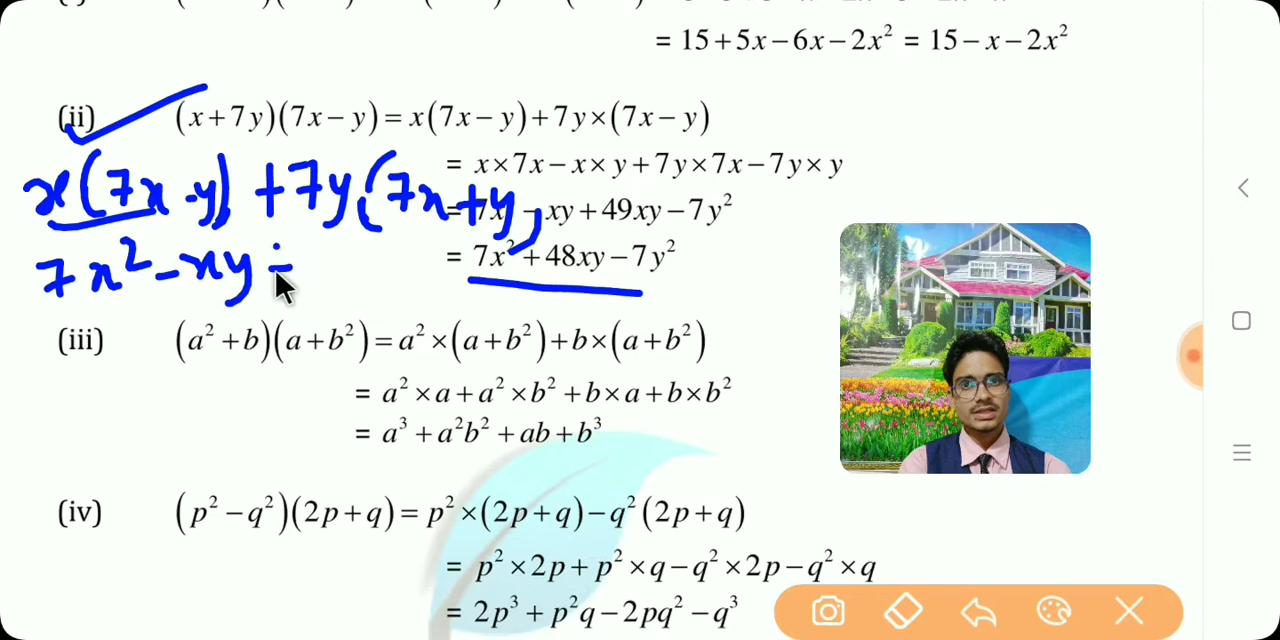 = 15 + 5x − 6x − 2x² = 15 − x − 2x²
(ii) (x + 7y)(7x − y) = x(7x − y) + 7y × (7x − y)
= x × 7x − x × y + 7y × 7x − 7y × y
x(7x - y) + 7y(7x + y)
= 7x² − xy + 49xy − 7y²
7x² - xy
= 7x² + 48xy − 7y²
(iii) (a² + b)(a + b²) = a² × (a + b²) + b × (a + b²)
= a² × a + a² × b² + b × a + b × b²
= a³ + a²b² + ab + b³
(iv) (p² − q²)(2p + q) = p² × (2p + q) − q² (2p + q)
= p² × 2p + p² × q − q² × 2p − q² × q
= 2p³ + p²q − 2pq² − q³